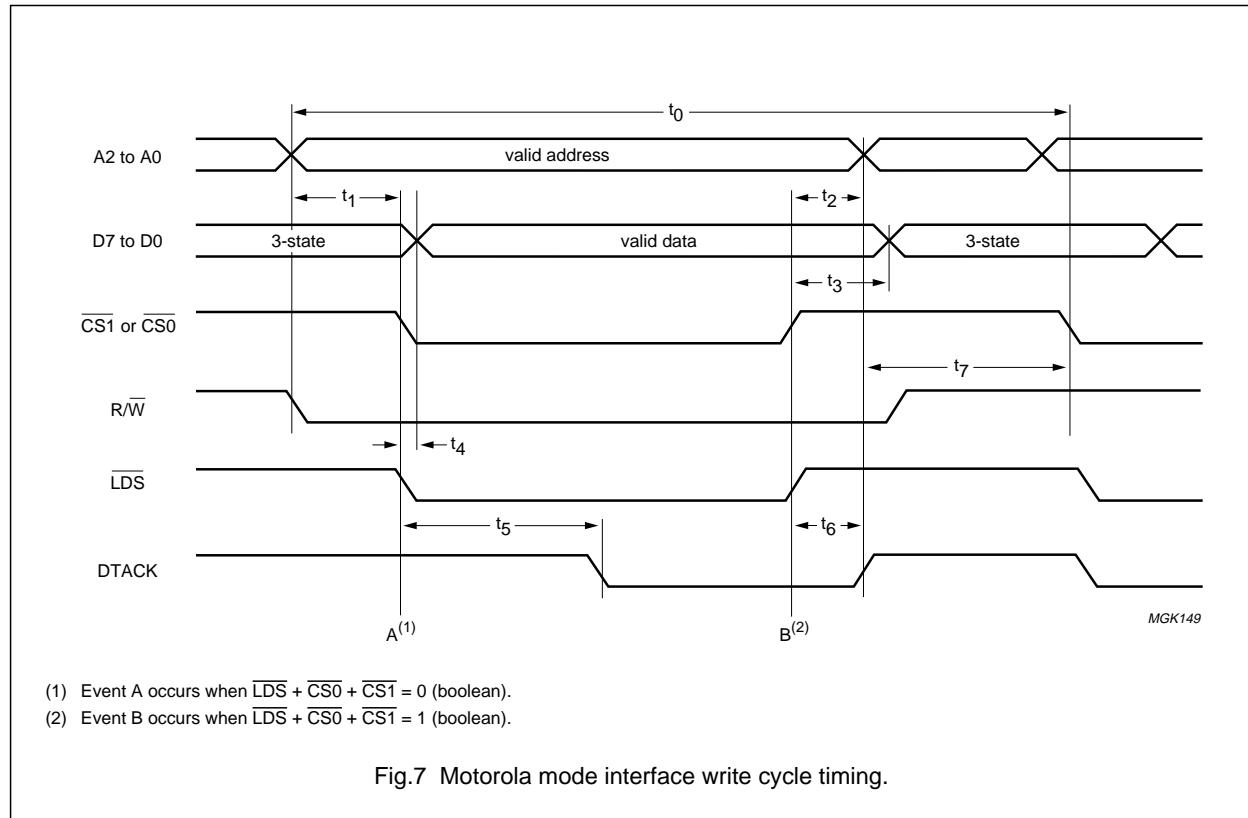 t0
A2 to A0
valid address
t1
t2
D7 to D0
3-state
valid data
3-state
t3
CS1 or CS0
t7
R/W
t4
LDS
t5
t6
DTACK
MGK149
A(1)
B(2)
(1) Event A occurs when LDS + CS0 + CS1 = 0 (boolean).
(2) Event B occurs when LDS + CS0 + CS1 = 1 (boolean).
Fig.7 Motorola mode interface write cycle timing.